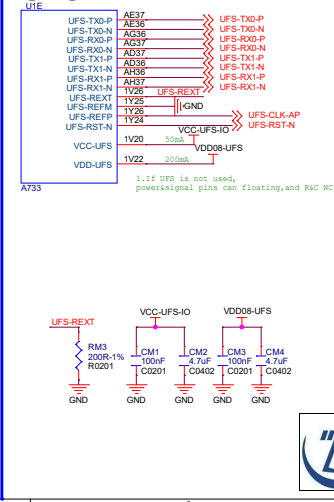 U1E
UFS-TX0-P AE37 UFS-TX0-P
UFS-TX0-N AE36 UFS-TX0-N
UFS-RX0-P AG36 UFS-RX0-P
UFS-RX0-N AG37 UFS-RX0-N
UFS-TX1-P AD37 UFS-TX1-P
UFS-TX1-N AD36 UFS-TX1-N
UFS-RX1-P AH36 UFS-RX1-P
UFS-RX1-N AH37 UFS-RX1-N
UFS-REXT 1V26 UFS-REXT
UFS-REFM 1Y25 GND
UFS-REFP 1Y26 UFS-CLK-AP
UFS-RST-N 1Y24 UFS-RST-N
VCC-UFS-IO
VCC-UFS 1V20 50mA
VDD08-UFS
VDD-UFS 1V22 200mA
A733
1.If UFS is not used,
power&signal pins can floating,and R&C NC
UFS-REXT
VCC-UFS-IO
VDD08-UFS
RM3
200R-1%
R0201
CM1
100nF
C0201
CM2
4.7uF
C0402
CM3
100nF
C0201
CM4
4.7uF
C0402
GND
GND
GND
GND
GND